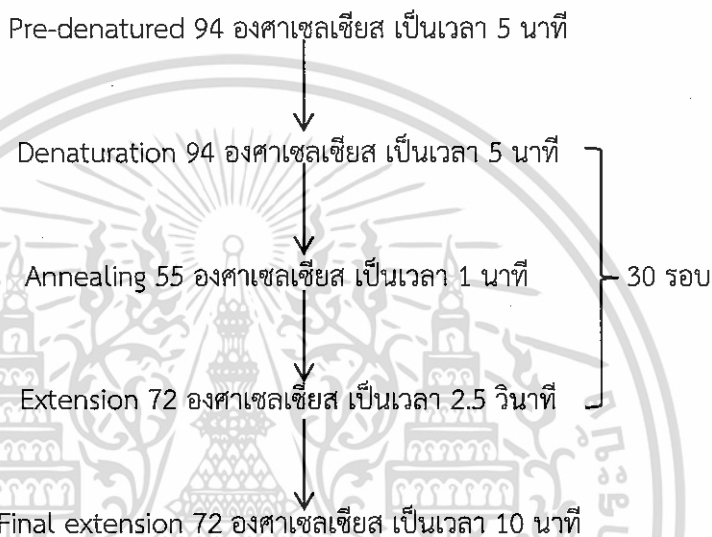 Pre-denatured 94 องศาเซลเซียส เป็นเวลา 5 นาที
Denaturation 94 องศาเซลเซียส เป็นเวลา 5 นาที
Annealing 55 องศาเซลเซียส เป็นเวลา 1 นาที
30 รอบ
Extension 72 องศาเซลเซียส เป็นเวลา 2.5 วินาที
Final extension 72 องศาเซลเซียส เป็นเวลา 10 นาที